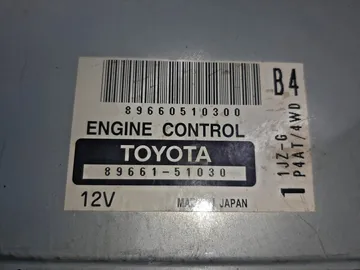 89660510300
ENGINE CONTROL
TOYOTA
89661-51030
12V MADE IN JAPAN
B4
1JZ-G
P4AT/4WD
1